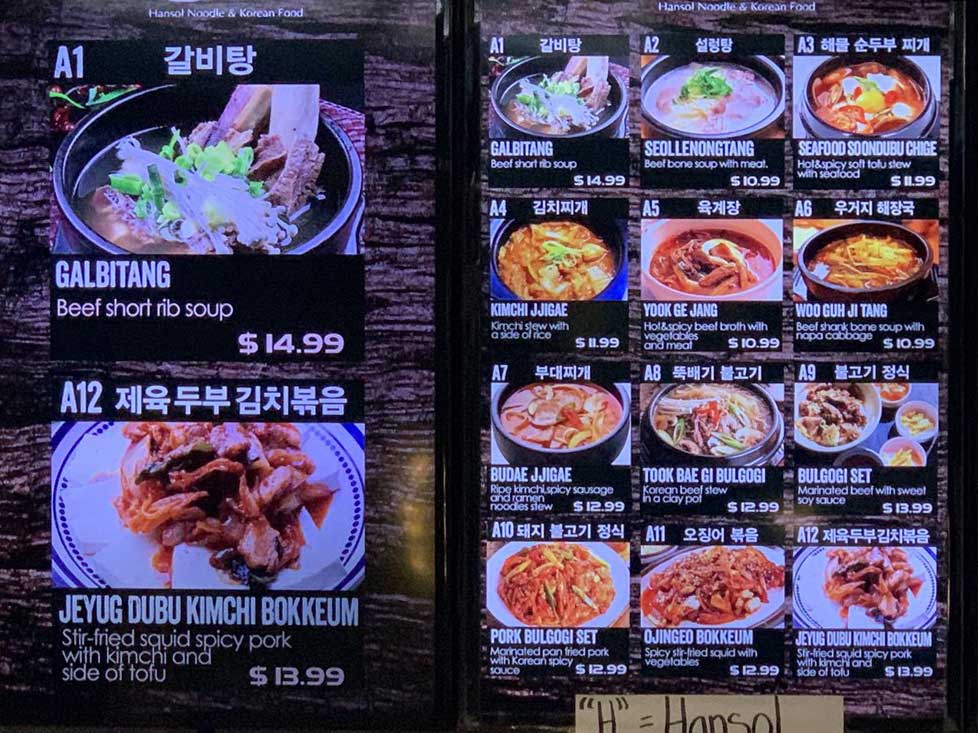 Hansol Noodle & Korean Food
A1 갈비탕
GALBITANG
Beef short rib soup
$ 14.99
A12 제육두부김치볶음
JEYUG DUBU KIMCHI BOKKEUM
Stir-fried squid spicy pork
with kimchi and
side of tofu
$ 13.99
Hansol Noodle & Korean Food
A1 갈비탕
GALBITANG
Beef short rib soup
$ 14.99
A2 설렁탕
SEOLLENONGTANG
Beef bone soup with meat.
$ 10.99
A3 해물 순두부 찌개
SEAFOOD SOONDUBU CHIGE
Hot&spicy soft tofu stew
with seafood
$ 11.99
A4 김치찌개
KIMCHI JJIGAE
Kimchi stew with
a side of rice
$ 11.99
A5 육계장
YOOK GE JANG
Hot&spicy beef broth with
vegetables
and meat
$ 10.99
A6 우거지 해장국
WOO GUH JI TANG
Beef shank bone soup with
napa cabbage
$ 10.99
A7 부대찌개
BUDAE JJIGAE
Ripe kimchi,spicy sausage
and ramen
noodles stew
$ 12.99
A8 뚝배기 불고기
TOOK BAE GI BULGOGI
Korean beef stew
in a clay pot
$ 12.99
A9 불고기 정식
BULGOGI SET
Marinated beef with sweet
soy sauce
$ 13.99
A10 돼지 불고기 정식
PORK BULGOGI SET
Marinated pan fried pork
with Korean spicy
sauce
$ 12.99
A11 오징어 볶음
OJINGEO BOKKEUM
Spicy stir-fried squid with
vegetables
$ 12.99
A12 제육두부김치볶음
JEYUG DUBU KIMCHI BOKKEUM
Stir-fried squid spicy pork
with kimchi and
side of tofu
$ 13.99
"H" = Hansol